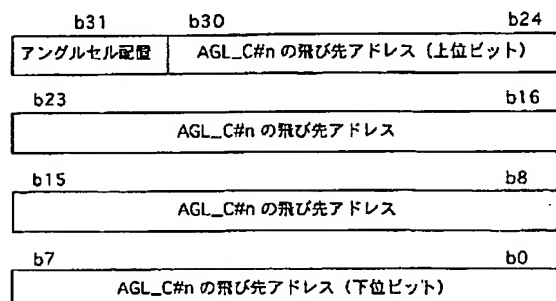 b31 b30 b24
アングルセル配置 AGL_C#n の飛び先アドレス（上位ビット）
b23 b16
AGL_C#n の飛び先アドレス
b15 b8
AGL_C#n の飛び先アドレス
b7 b0
AGL_C#n の飛び先アドレス（下位ビット）